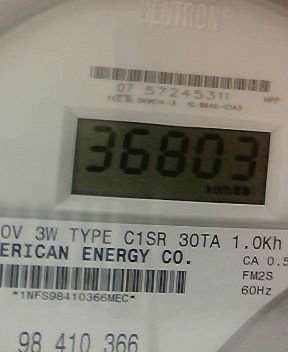 CENTRON®
07 57245311
36803
kWh
0V 3W TYPE C1SR 30TA 1.0Kh
ERICAN ENERGY CO.
CA 0.5
FM2S
*1NFS98410366MEC*
60Hz
98 410 366